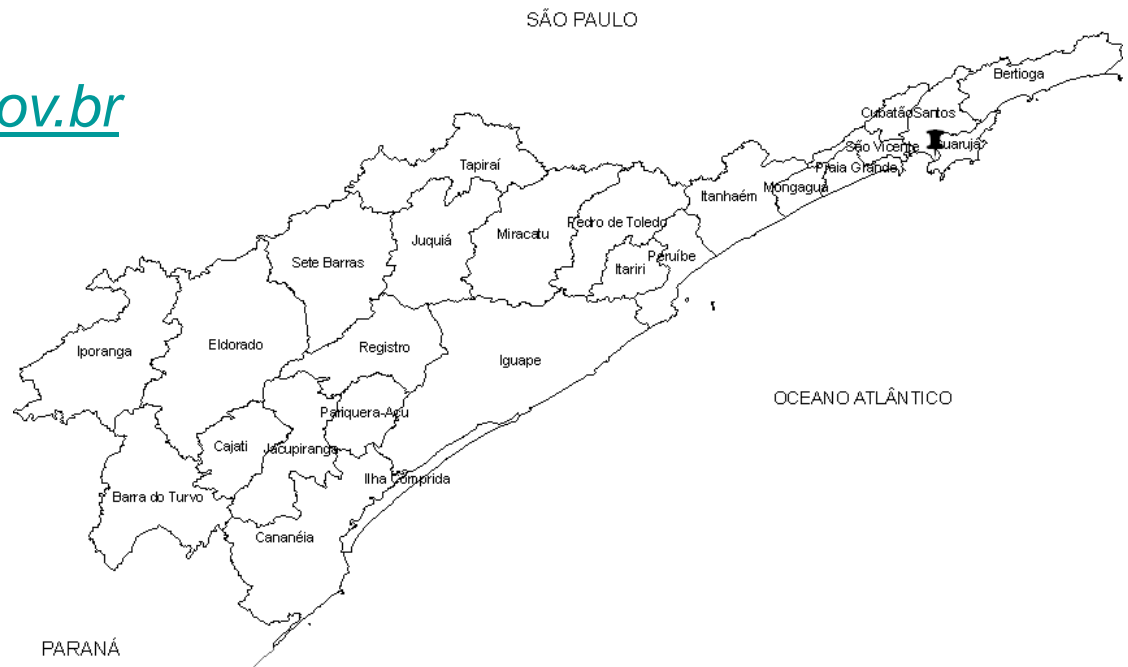 SÃO PAULO
ov.br
Bertioga
Cubatão
Santos
São Vicente
Guarujá
Praia Grande
Tapiraí
Mongaguá
Itanhaém
Pedro de Toledo
Miracatu
Juquiá
Peruíbe
Sete Barras
Itariri
Eldorado
Registro
Iporanga
Iguape
OCEANO ATLÂNTICO
Pariquera-Açu
Cajati
Jacupiranga
Ilha Comprida
Barra do Turvo
Cananéia
PARANÁ